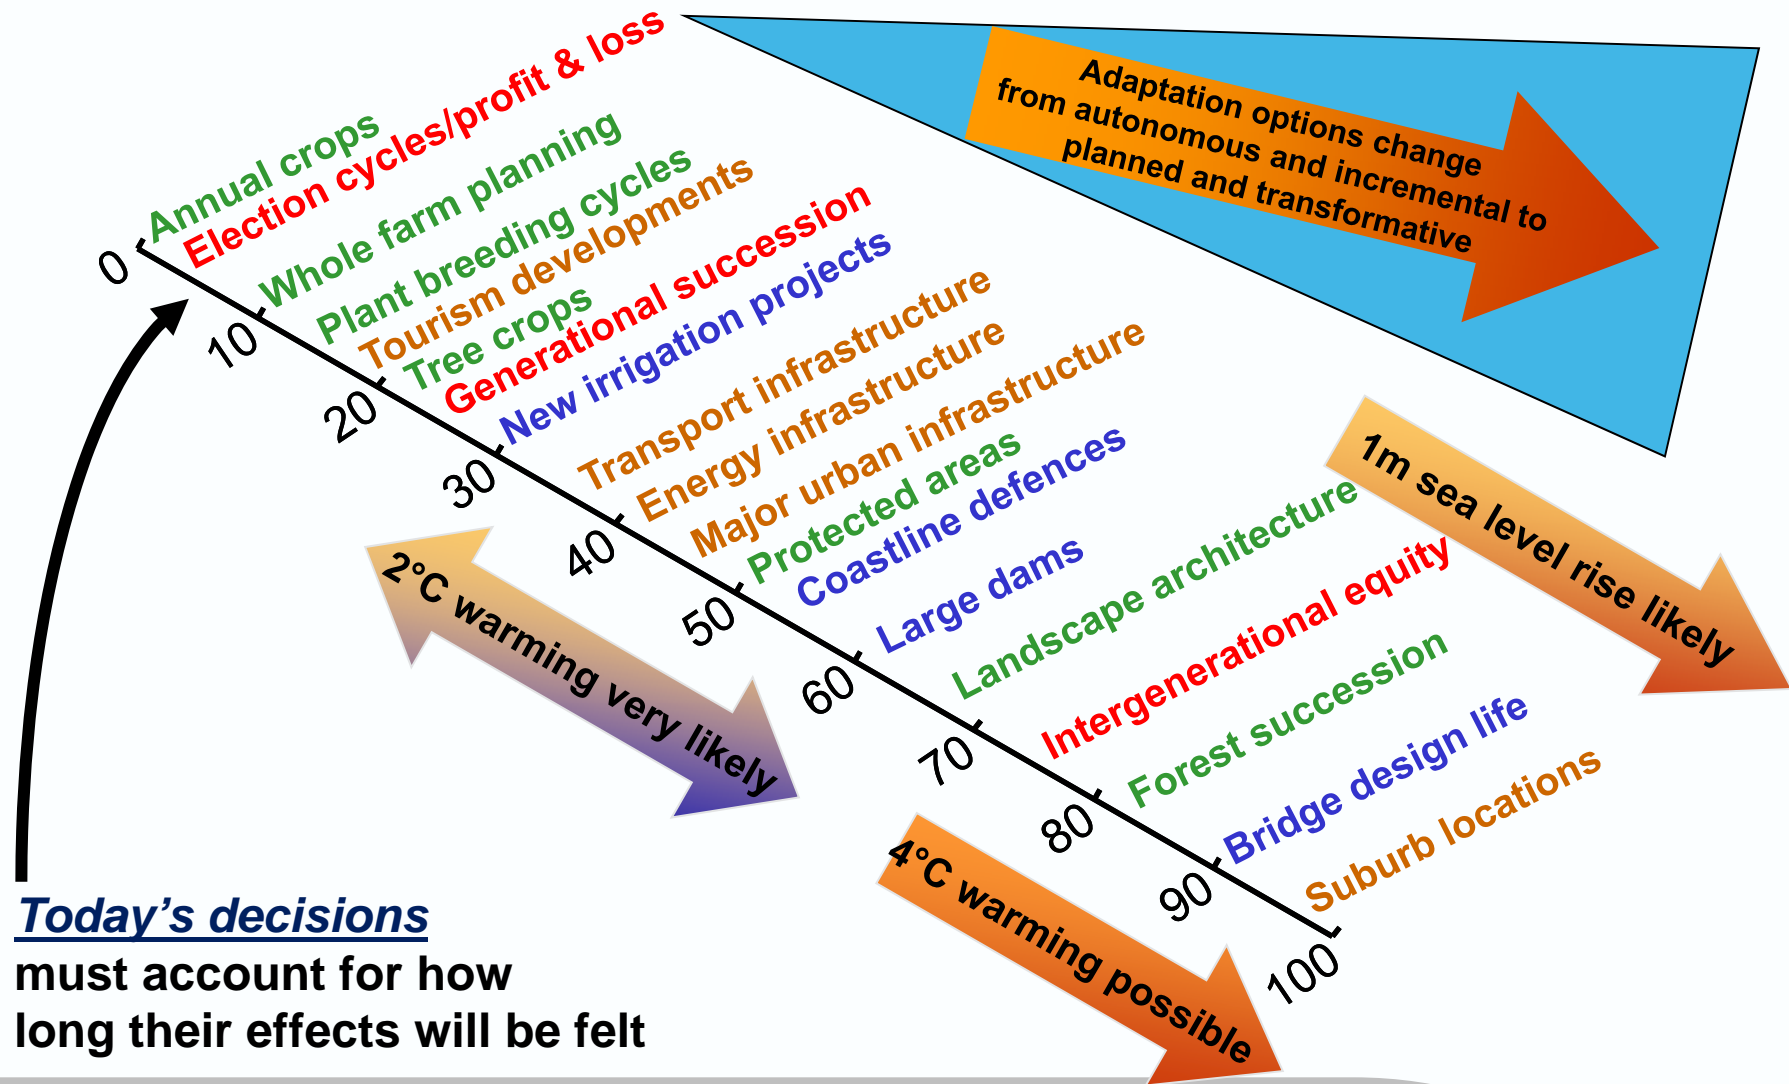 Annual crops
Election cycles/profit & loss
Whole farm planning
Plant breeding cycles
Tourism developments
Tree crops
Generational succession
New irrigation projects
Transport infrastructure
Energy infrastructure
Major urban infrastructure
Protected areas
Coastline defences
Large dams
Landscape architecture
Intergenerational equity
Forest succession
Bridge design life
Suburb locations
0
10
20
30
40
50
60
70
80
90
100
Adaptation options change
from autonomous and incremental to
planned and transformative
1m sea level rise likely
2°C warming very likely
4°C warming possible
Today’s decisions
must account for how
long their effects will be felt